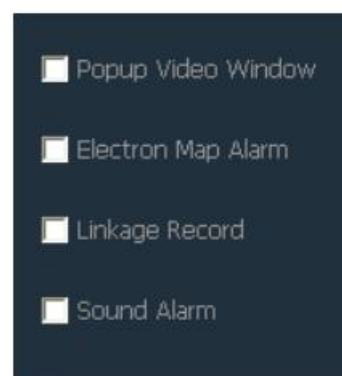 Popup Video Window
Electron Map Alarm
Linkage Record
Sound Alarm